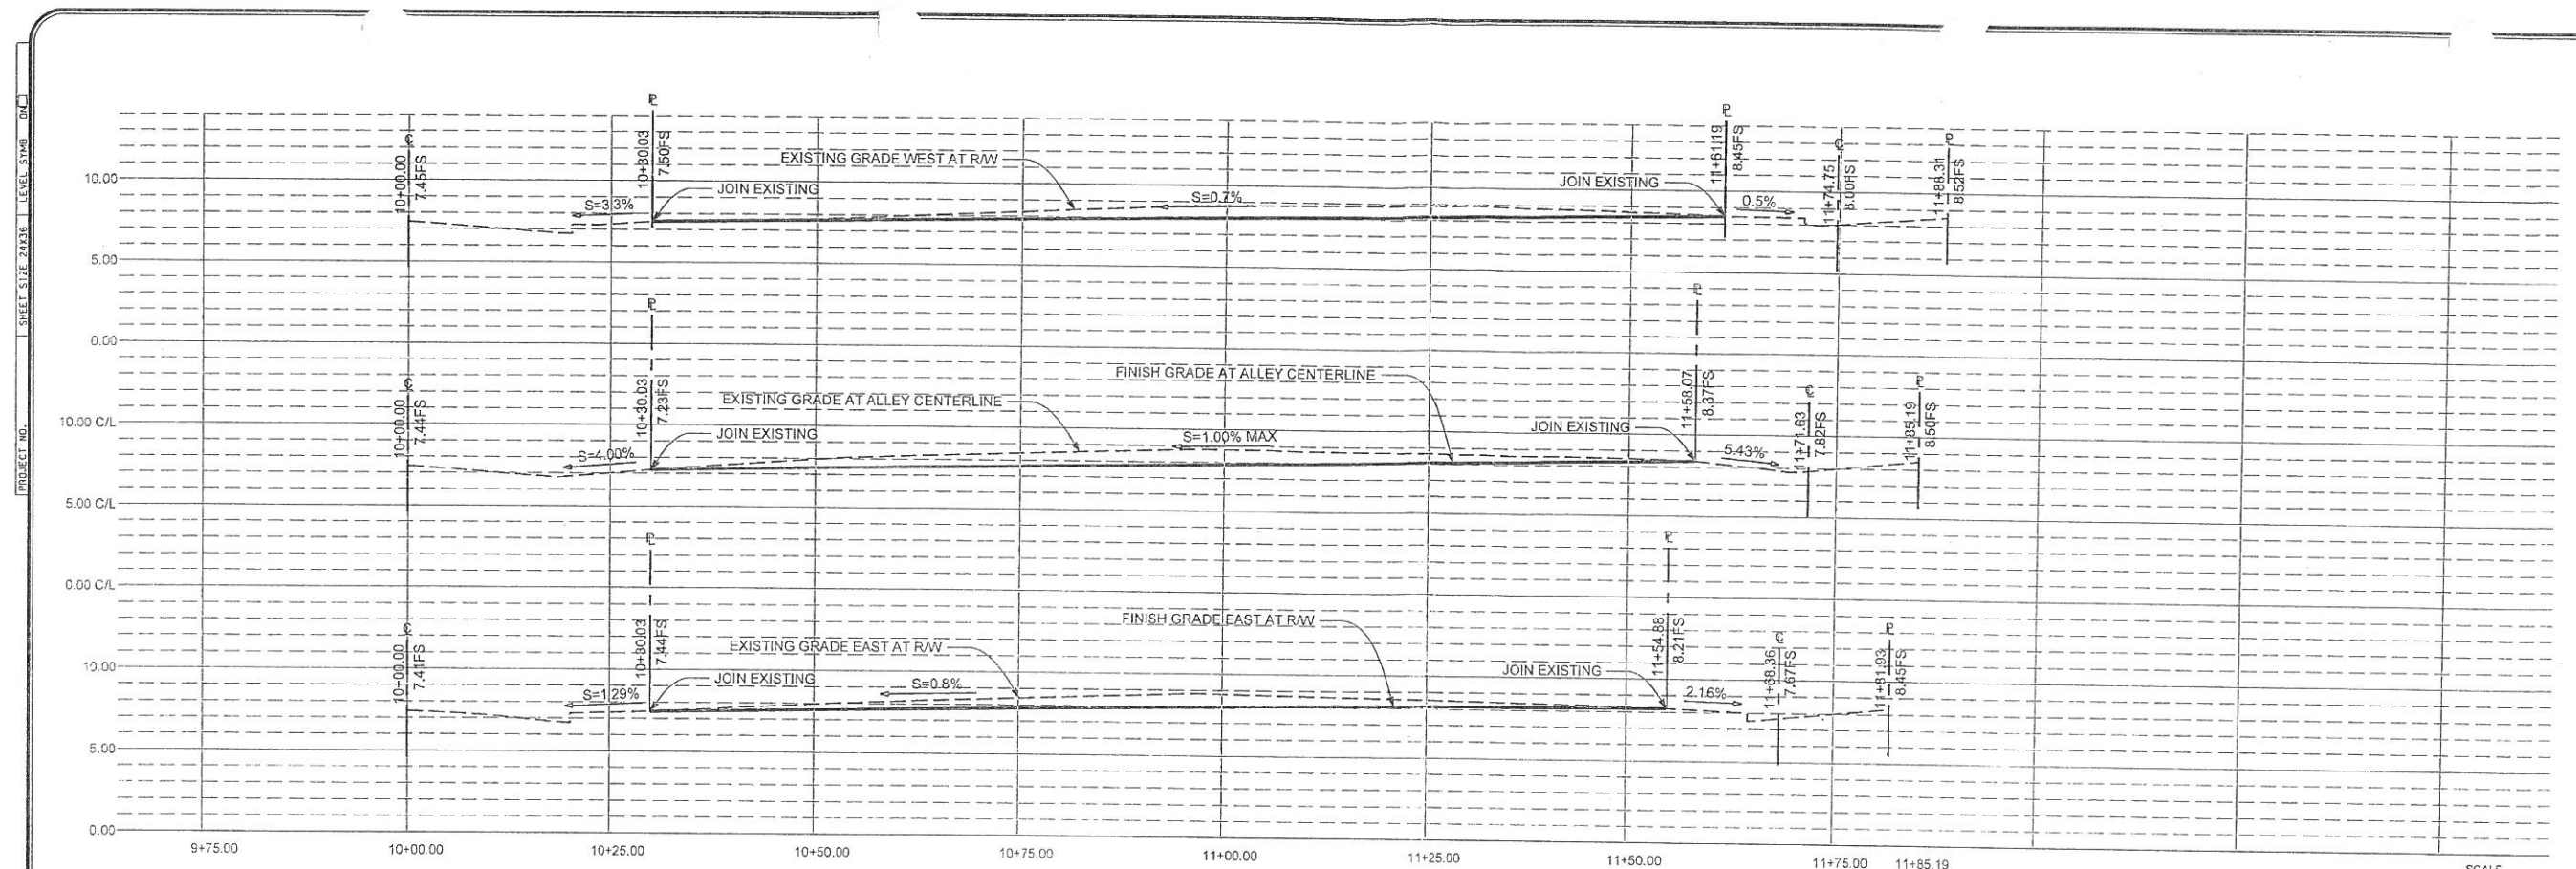 SHEET SIZE 24X36 LEVEL SYMB ON
PROJECT NO.
10.00
5.00
0.00
℄
10+00.00
7.45FS
S=3.3%
℄
10+30.03
7.50FS
JOIN EXISTING
EXISTING GRADE WEST AT R/W
S=0.7%
JOIN EXISTING
11+61.19
8.45FS
0.5%
11+74.75
8.00FS
11+88.31
8.52FS
10.00 C/L
5.00 C/L
0.00 C/L
10+00.00
7.44FS
S=4.00%
10+30.03
7.23FS
JOIN EXISTING
EXISTING GRADE AT ALLEY CENTERLINE
FINISH GRADE AT ALLEY CENTERLINE
S=1.00% MAX
JOIN EXISTING
11+58.07
8.37FS
5.43%
11+71.63
7.82FS
11+85.19
8.50FS
10.00
5.00
0.00
10+00.00
7.41FS
S=1.29%
10+30.03
7.44FS
JOIN EXISTING
EXISTING GRADE EAST AT R/W
S=0.8%
FINISH GRADE EAST AT R/W
JOIN EXISTING
11+54.88
8.21FS
2.16%
11+68.36
7.67FS
11+81.93
8.45FS
9+75.00 10+00.00 10+25.00 10+50.00 10+75.00 11+00.00 11+25.00 11+50.00 11+75.00 11+85.19
SCALE